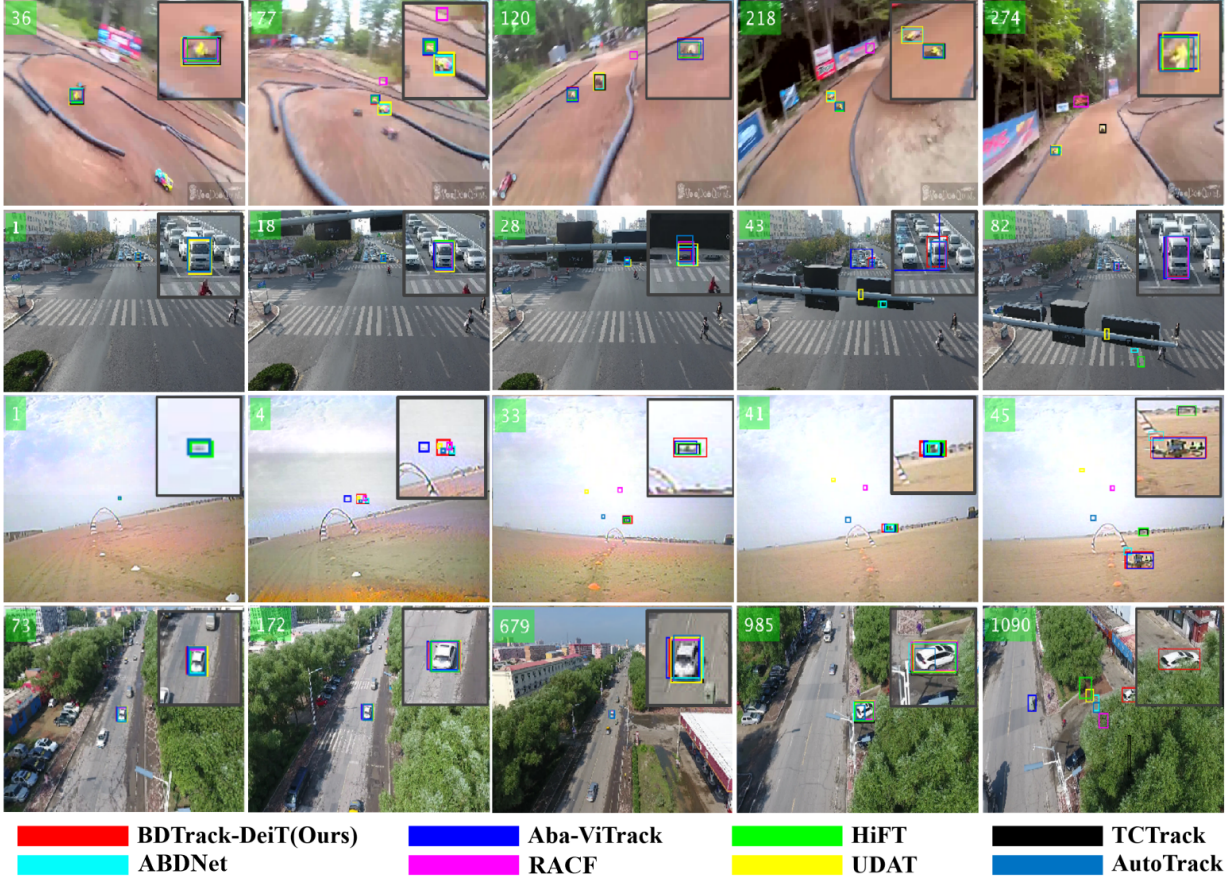 36 77 120 218 274
1 18 28 43 82
1 4 33 41 45
73 172 679 985 1090
BDTrack-DeiT(Ours) Aba-ViTrack HiFT TCTrack
ABDNet RACF UDAT AutoTrack